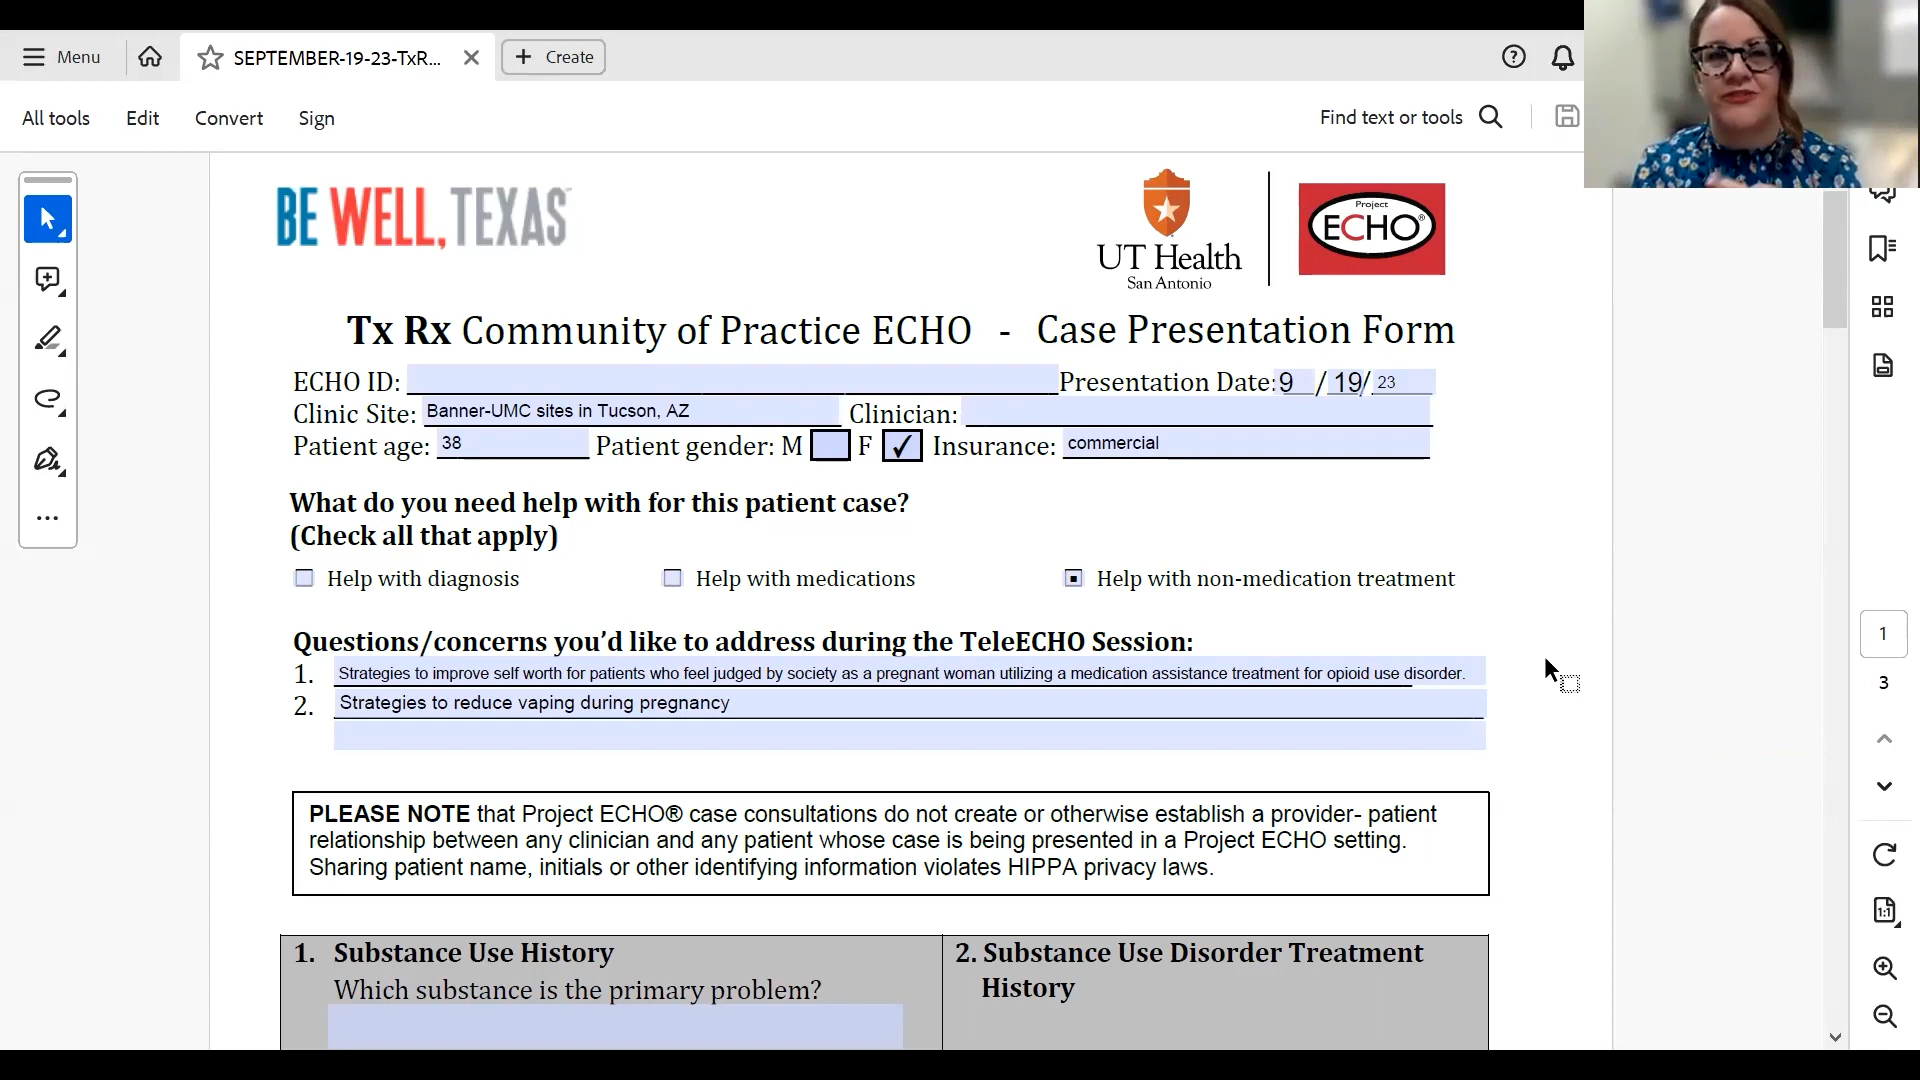 Menu
SEPTEMBER-19-23-TxR...
Create
All tools
Edit
Convert
Sign
Find text or tools
BE WELL, TEXAS
UT Health
San Antonio
Project
ECHO®
Tx Rx Community of Practice ECHO - Case Presentation Form
ECHO ID: Presentation Date: 9 / 19/ 23
Clinic Site: Banner-UMC sites in Tucson, AZ Clinician:
Patient age: 38 Patient gender: M F ✓ Insurance: commercial
What do you need help with for this patient case?
(Check all that apply)
Help with diagnosis Help with medications Help with non-medication treatment
Questions/concerns you’d like to address during the TeleECHO Session:
1. Strategies to improve self worth for patients who feel judged by society as a pregnant woman utilizing a medication assistance treatment for opioid use disorder.
2. Strategies to reduce vaping during pregnancy
PLEASE NOTE that Project ECHO® case consultations do not create or otherwise establish a provider- patient
relationship between any clinician and any patient whose case is being presented in a Project ECHO setting.
Sharing patient name, initials or other identifying information violates HIPPA privacy laws.
1. Substance Use History
Which substance is the primary problem?
2. Substance Use Disorder Treatment
History
1
3
1:1